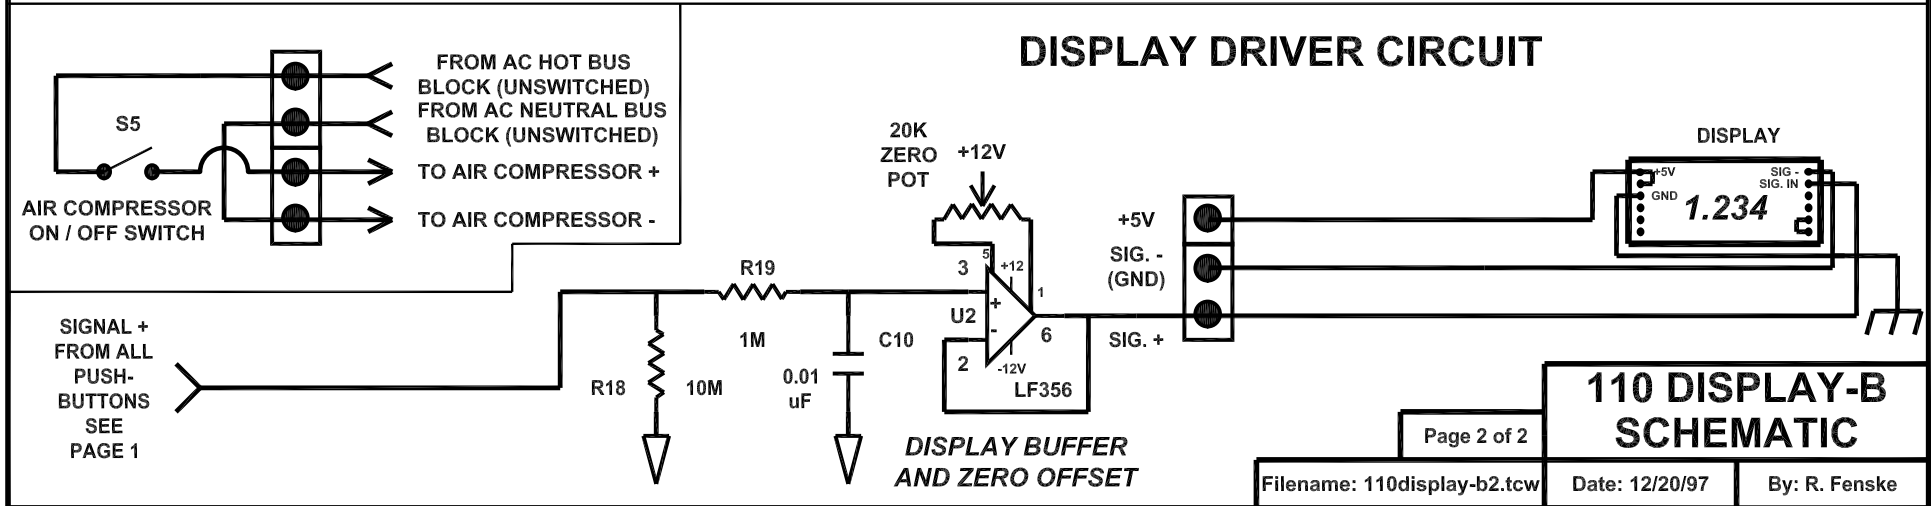 DISPLAY DRIVER CIRCUIT
FROM AC HOT BUS
BLOCK (UNSWITCHED)
FROM AC NEUTRAL BUS
BLOCK (UNSWITCHED)
S5
TO AIR COMPRESSOR +
TO AIR COMPRESSOR -
AIR COMPRESSOR
ON / OFF SWITCH
20K
ZERO
POT
+12V
DISPLAY
+5V
GND
SIG -
SIG. IN
1.234
+5V
SIG. -
(GND)
SIG. +
R19
1M
3
5
+12
1
+
U2
-
6
2
-12V
LF356
C10
0.01
uF
R18
10M
SIGNAL +
FROM ALL
PUSH-
BUTTONS
SEE
PAGE 1
DISPLAY BUFFER
AND ZERO OFFSET
110 DISPLAY-B
SCHEMATIC
Page 2 of 2
Filename: 110display-b2.tcw
Date: 12/20/97
By: R. Fenske